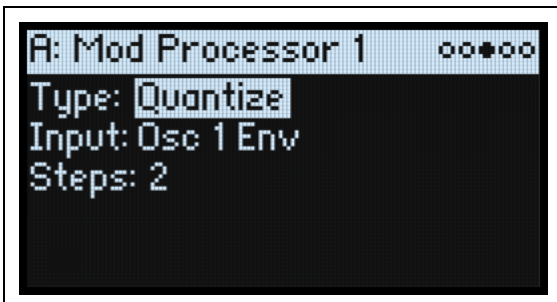 A: Mod Processor 1
Type: Quantize
Input: Osc 1 Env
Steps: 2